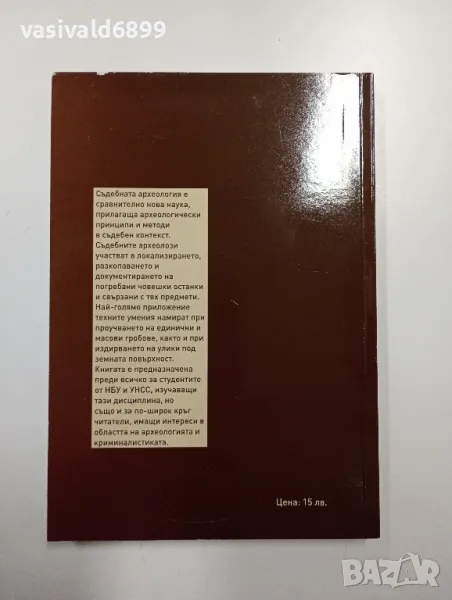 vasivald6899
Съдебната археология е
сравнително нова наука,
прилагаща археологически
принципи и методи
в съдебен контекст.
Съдебните археолози
участват в локализирането,
разкопаването и
документирането на
погребани човешки останки
и свързани с тях предмети.
Най-голямо приложение
техните умения намират при
проучването на единични и
масови гробове, както и при
издирването на улики под
земната повърхност.
Книгата е предназначена
преди всичко за студентите
от НБУ и УНСС, изучаващи
тази дисциплина, но
също и за по-широк кръг
читатели, имащи интереси в
областта на археологията и
криминалистиката.
Цена: 15 лв.
BAZAR